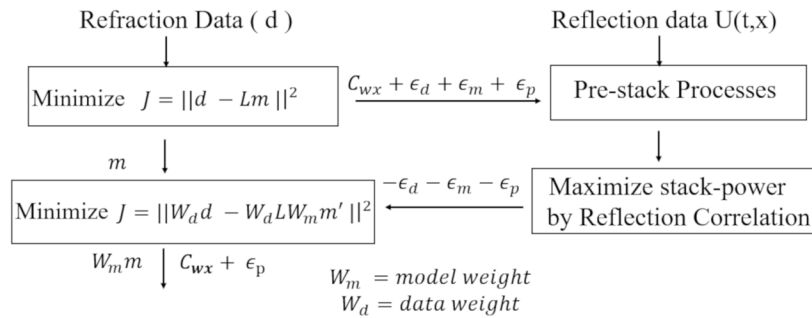 Refraction Data ( d )
Reflection data U(t,x)
Minimize J = ||d − Lm ||²
C_wx + ϵ_d + ϵ_m + ϵ_p
Pre-stack Processes
m
Minimize J = ||W_d d − W_d LW_m m′ ||²
−ϵ_d − ϵ_m − ϵ_p
Maximize stack-power
by Reflection Correlation
W_m m
C_wx + ϵ_p
W_m = model weight
W_d = data weight